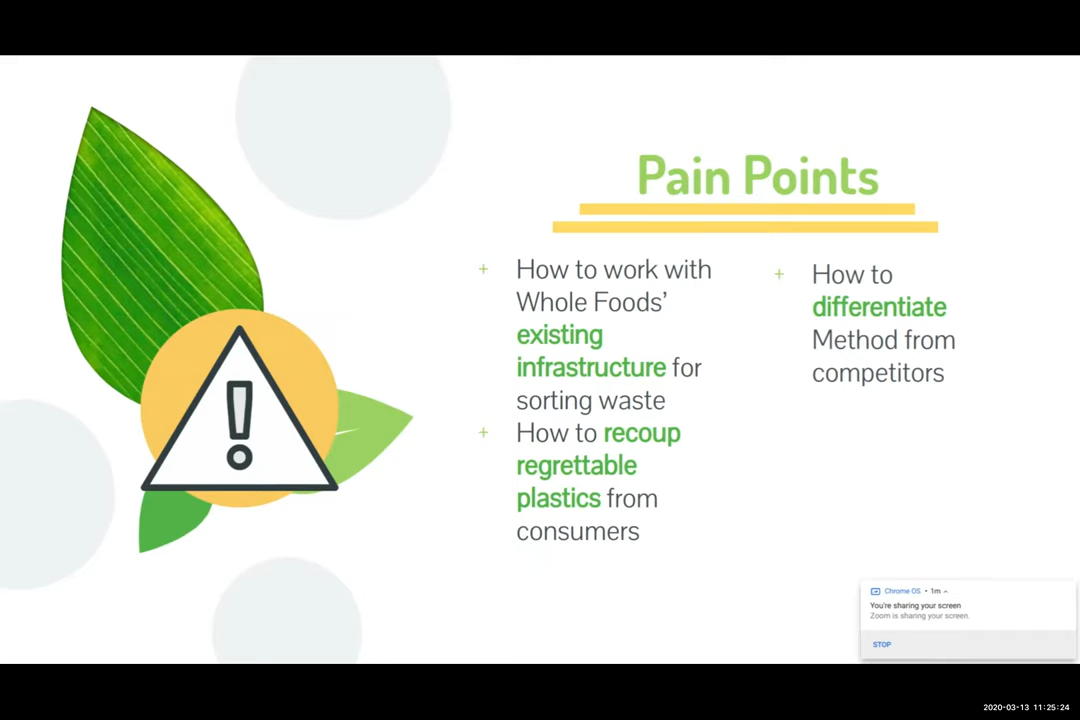 Pain Points
+ How to work with
Whole Foods’
existing
infrastructure for
sorting waste
+ How to recoup
regrettable
plastics from
consumers
+ How to
differentiate
Method from
competitors
Chrome OS • 1m
You're sharing your screen
Zoom is sharing your screen.
STOP
2020-03-13 11:25:24